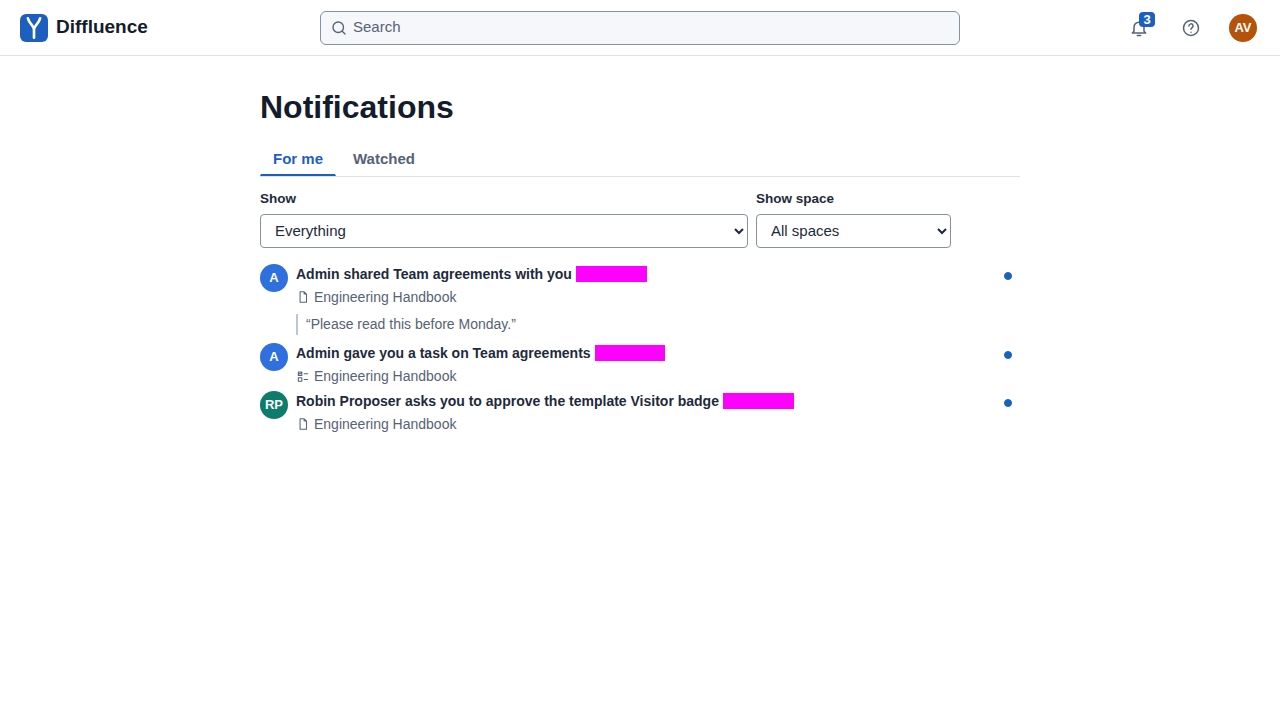 Diffluence
Search
3
AV
Notifications
For me
Watched
Show
Show space
Everything
All spaces
A
Admin shared Team agreements with you
Engineering Handbook
“Please read this before Monday.”
A
Admin gave you a task on Team agreements
Engineering Handbook
RP
Robin Proposer asks you to approve the template Visitor badge
Engineering Handbook